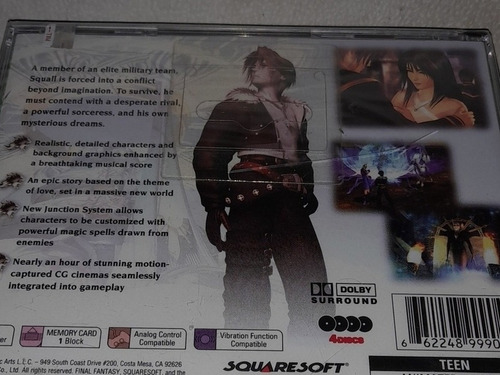 A member of an elite military team,
Squall is forced into a conflict
beyond imagination. To survive, he
must contend with a desperate rival,
a powerful sorceress, and his own
mysterious dreams.
Realistic, detailed characters and
background graphics enhanced by
a breathtaking musical score
An epic story based on the theme
of love, set in a massive new world
New Junction System allows
characters to be customized with
powerful magic spells drawn from
enemies
Nearly an hour of stunning motion-
captured CG cinemas seamlessly
integrated into gameplay
DOLBY
SURROUND
4 DISCS
MEMORY CARD
1 Block
Analog Control
Compatible
Vibration Function
Compatible
6 62248 9990
ic Arts L.L.C. - 949 South Coast Drive #200, Costa Mesa, CA 92626
Co., Ltd. All rights reserved. FINAL FANTASY, SQUARESOFT, and the
SQUARESOFT
TEEN